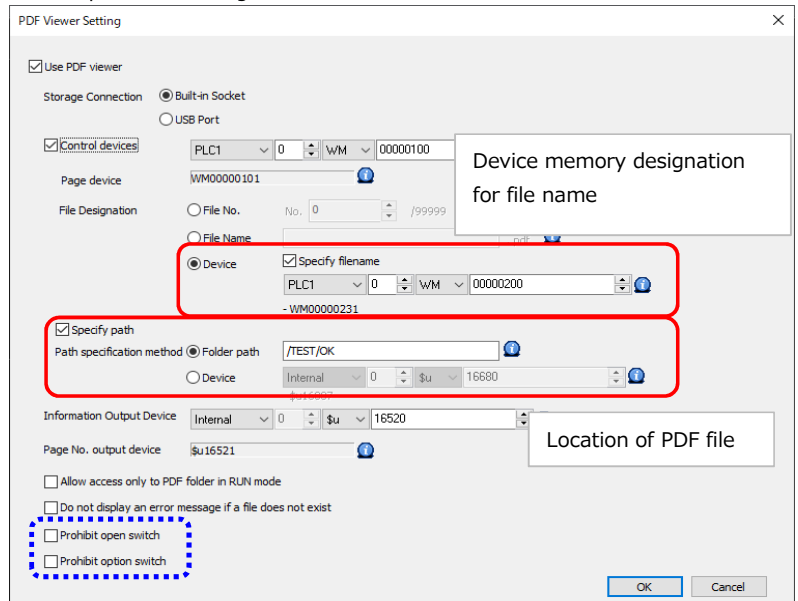 PDF Viewer Setting
Use PDF viewer
Storage Connection Built-in Socket
USB Port
Control devices PLC1 0 WM 00000100
Page device WM00000101
File Designation File No. No. 0 /99999
File Name .pdf
Device Specify filename
PLC1 0 WM 00000200
- WM00000231
Device memory designation
for file name
Specify path
Path specification method Folder path /TEST/OK
Device Internal 0 $u 16680
Information Output Device Internal 0 $u 16520
Page No. output device $u16521
Location of PDF file
Allow access only to PDF folder in RUN mode
Do not display an error message if a file does not exist
Prohibit open switch
Prohibit option switch
OK Cancel